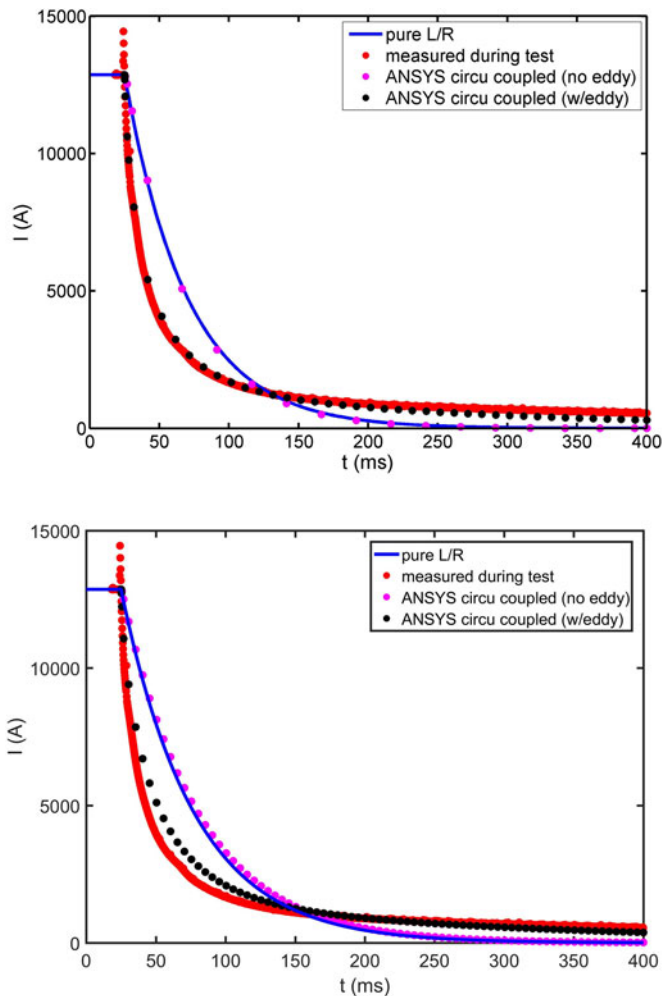 15000
10000
5000
0
I (A)
pure L/R
measured during test
ANSYS circu coupled (no eddy)
ANSYS circu coupled (w/eddy)
0 50 100 150 200 250 300 350 400
t (ms)
15000
10000
5000
0
I (A)
pure L/R
measured during test
ANSYS circu coupled (no eddy)
ANSYS circu coupled (w/eddy)
0 50 100 150 200 250 300 350 400
t (ms)